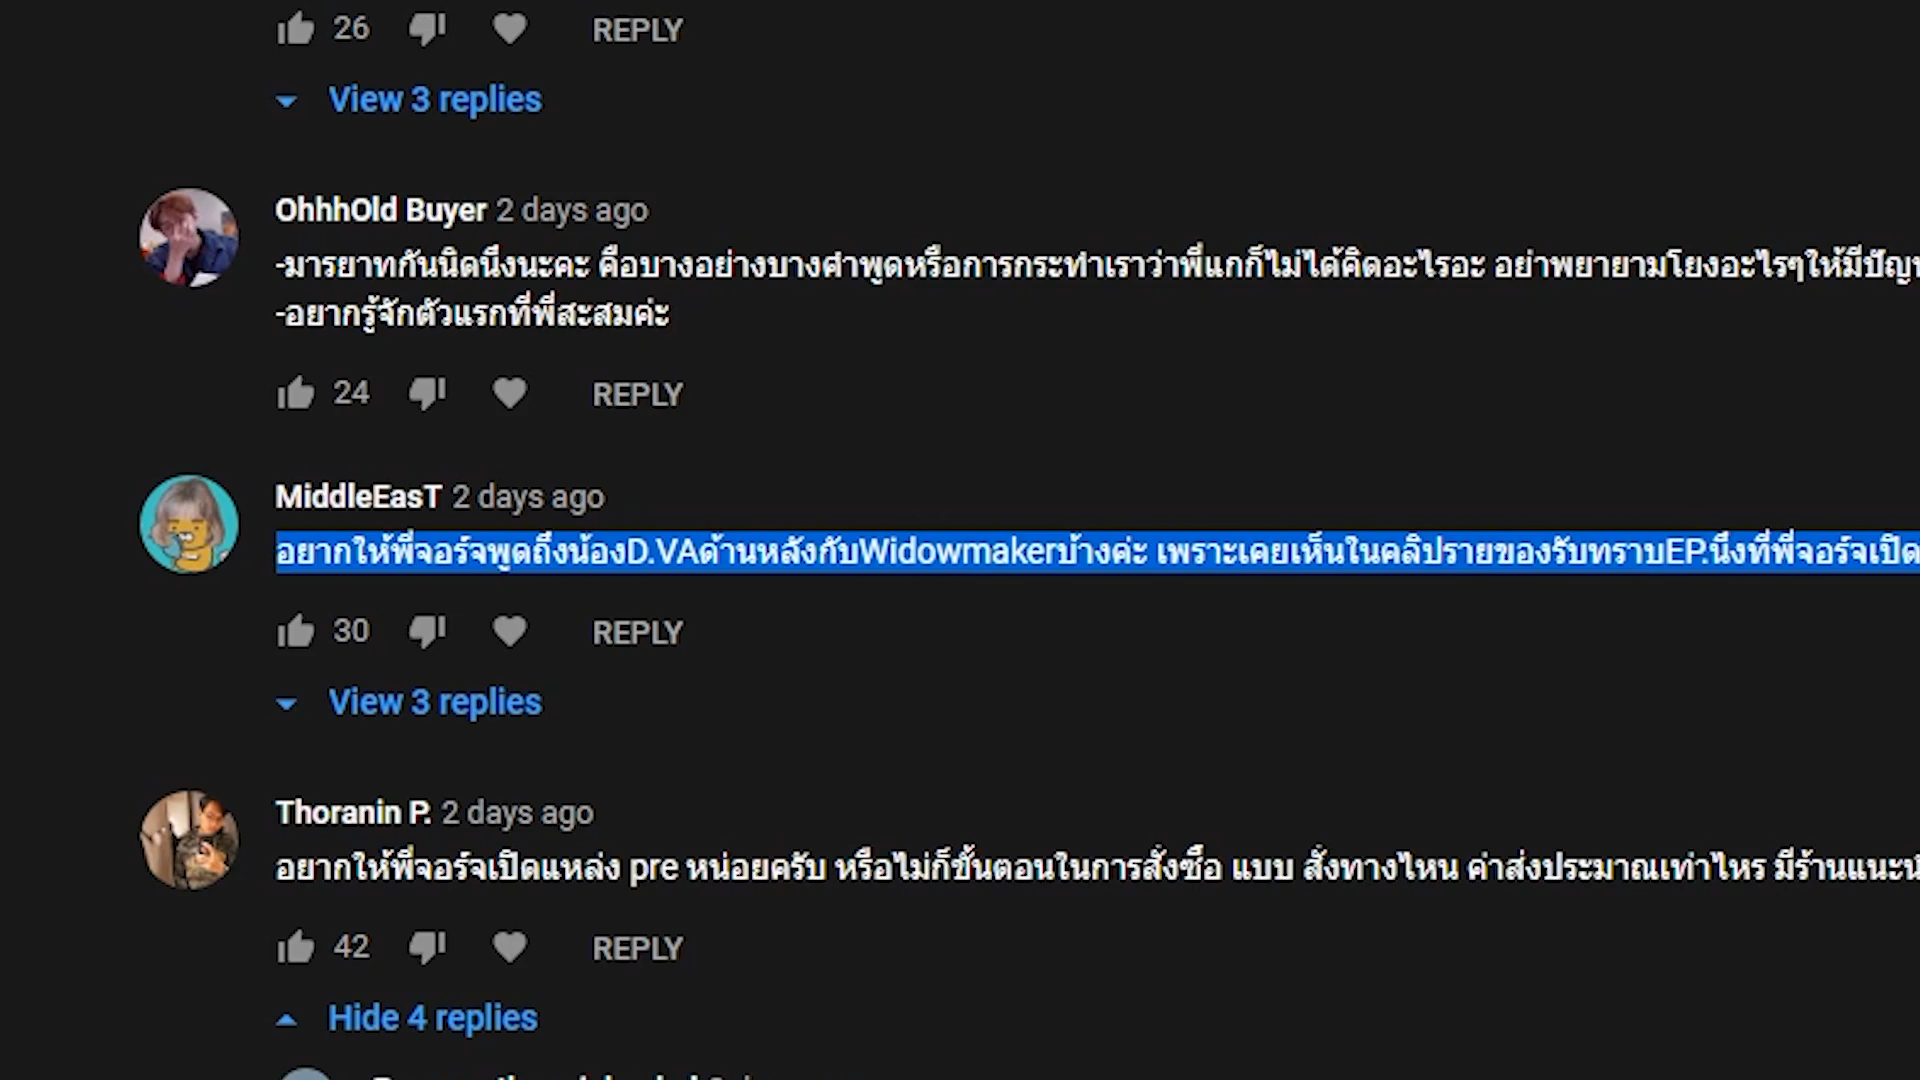 26 REPLY
View 3 replies
OhhhOld Buyer 2 days ago
-มารยาทกันนิดนึงนะคะ คือบางอย่างบางคำพูดหรือการกระทำเราว่าพี่แกก็ไม่ได้คิดอะไรอะ อย่าพยายามโยงอะไรๆให้มี
-อยากรู้จักตัวแรกที่พี่สะสมค่ะ
24 REPLY
MiddleEasT 2 days ago
อยากให้พี่จอร์จพูดถึงน้องD.VAด้านหลังกับWidowmakerบ้างค่ะ เพราะเคยเห็นในคลิปรายของรับทราบEP.นึงที่พี่จอร์จเปิด
30 REPLY
View 3 replies
Thoranin P. 2 days ago
อยากให้พี่จอร์จเปิดแหล่ง pre หน่อยครับ หรือไม่ก็ขั้นตอนในการสั่งซื้อ แบบ สั่งทางไหน ค่าส่งประมาณเท่าไหร มีร้าน
42 REPLY
Hide 4 replies